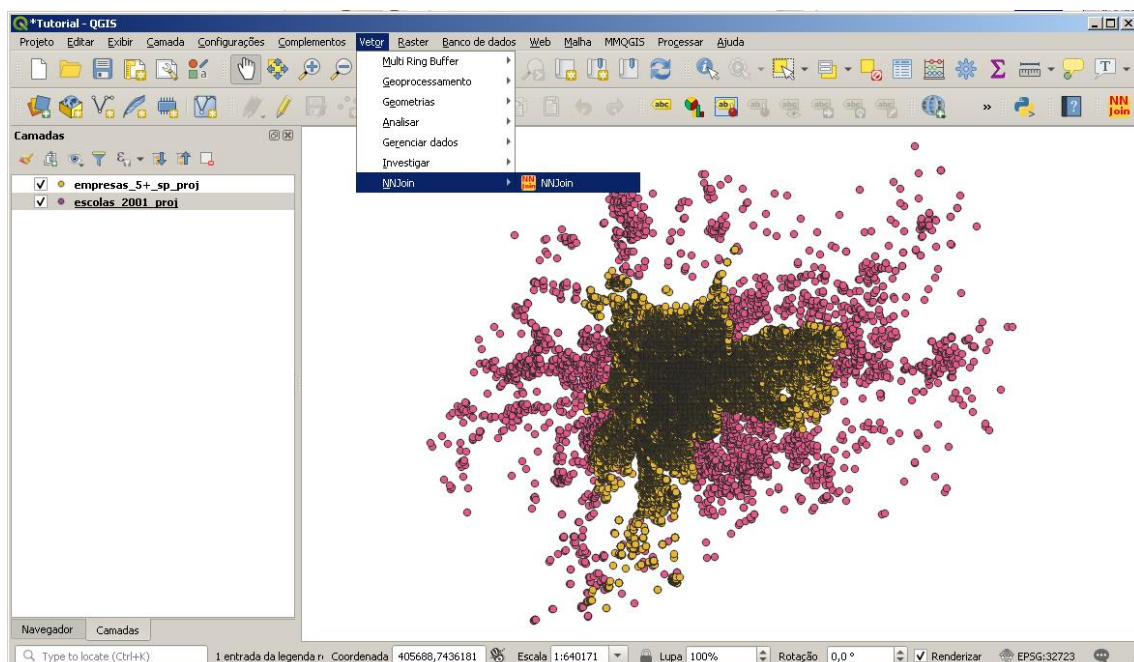 *Tutorial - QGIS
Projeto Editar Exibir Camada Configurações Complementos Vetor Raster Banco de dados Web Malha MMQGIS Processar Ajuda
Multi Ring Buffer
Geoprocessamento
Geometrias
Analisar
Gerenciar dados
Investigar
NNJoin
NNJoin
NN Join
Camadas
empresas_5+_sp_proj
escolas_2001_proj
Navegador Camadas
Type to locate (Ctrl+K) 1 entrada da legenda r Coordenada 405688,7436181 Escala 1:640171 Lupa 100% Rotação 0,0 ° Renderizar EPSG:32723